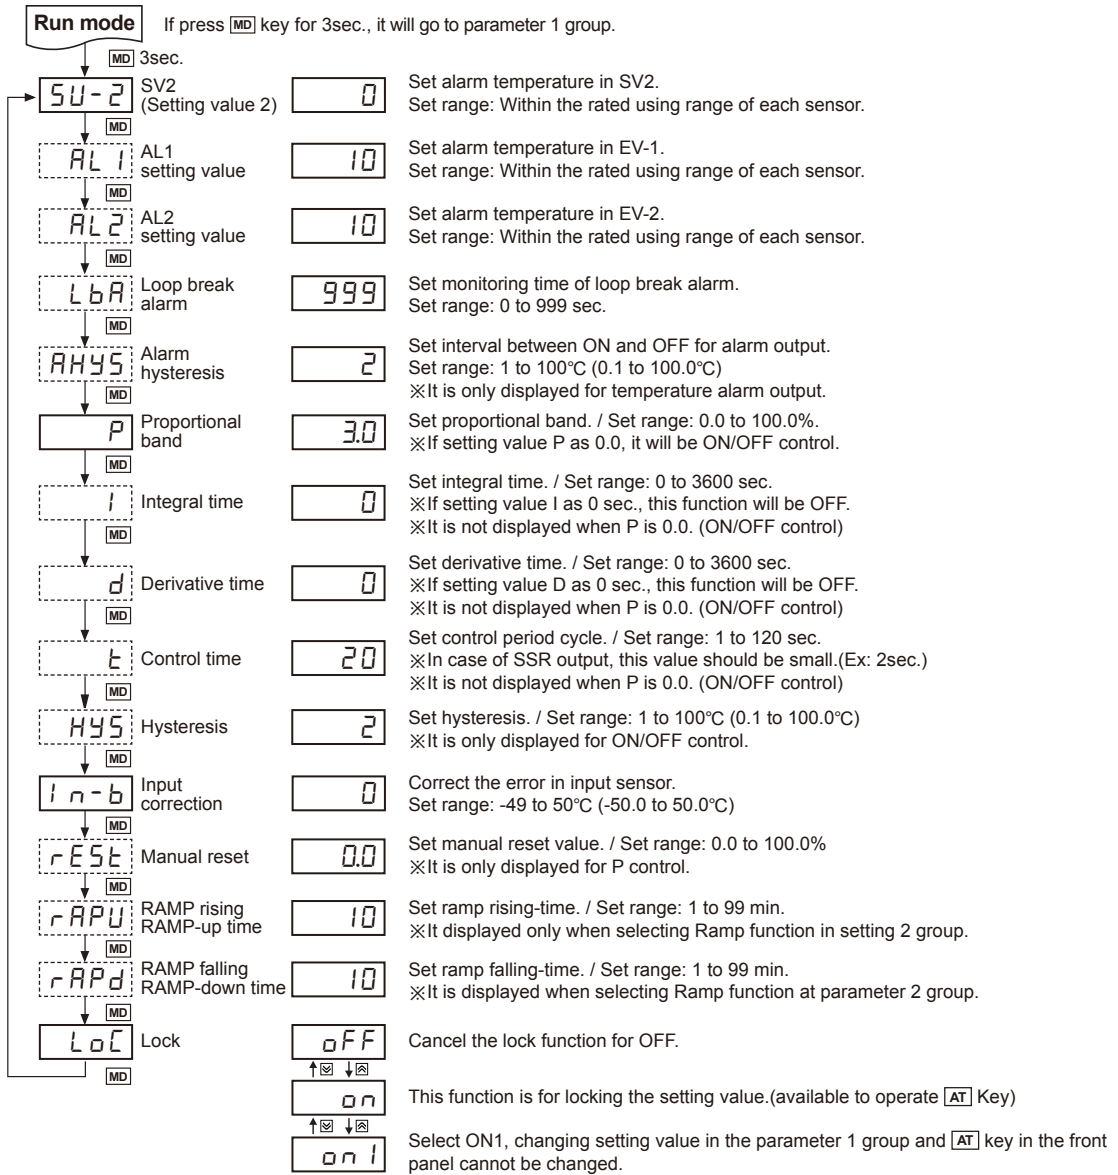 Run mode If press MD key for 3sec., it will go to parameter 1 group.
MD 3sec.
SU-2 SV2 0 Set alarm temperature in SV2.
(Setting value 2) Set range: Within the rated using range of each sensor.
MD
AL1 AL1 10 Set alarm temperature in EV-1.
setting value Set range: Within the rated using range of each sensor.
MD
AL2 AL2 10 Set alarm temperature in EV-2.
setting value Set range: Within the rated using range of each sensor.
MD
LbA Loop break 999 Set monitoring time of loop break alarm.
alarm Set range: 0 to 999 sec.
MD
AHYS Alarm 2 Set interval between ON and OFF for alarm output.
hysteresis Set range: 1 to 100℃ (0.1 to 100.0℃)
※It is only displayed for temperature alarm output.
MD
P Proportional 3.0 Set proportional band. / Set range: 0.0 to 100.0%.
band ※If setting value P as 0.0, it will be ON/OFF control.
MD
I Integral time 0 Set integral time. / Set range: 0 to 3600 sec.
※If setting value I as 0 sec., this function will be OFF.
※It is not displayed when P is 0.0. (ON/OFF control)
MD
d Derivative time 0 Set derivative time. / Set range: 0 to 3600 sec.
※If setting value D as 0 sec., this function will be OFF.
※It is not displayed when P is 0.0. (ON/OFF control)
MD
t Control time 20 Set control period cycle. / Set range: 1 to 120 sec.
※In case of SSR output, this value should be small.(Ex: 2sec.)
※It is not displayed when P is 0.0. (ON/OFF control)
MD
HYS Hysteresis 2 Set hysteresis. / Set range: 1 to 100℃ (0.1 to 100.0℃)
※It is only displayed for ON/OFF control.
MD
In-b Input 0 Correct the error in input sensor.
correction Set range: -49 to 50℃ (-50.0 to 50.0℃)
MD
rESt Manual reset 0.0 Set manual reset value. / Set range: 0.0 to 100.0%
※It is only displayed for P control.
MD
rAPU RAMP rising 10 Set ramp rising-time. / Set range: 1 to 99 min.
RAMP-up time ※It displayed only when selecting Ramp function in setting 2 group.
MD
rAPd RAMP falling 10 Set ramp falling-time. / Set range: 1 to 99 min.
RAMP-down time ※It is displayed when selecting Ramp function at parameter 2 group.
MD
LoC Lock oFF Cancel the lock function for OFF.
MD
on This function is for locking the setting value.(available to operate AT Key)
on1 Select ON1, changing setting value in the parameter 1 group and AT key in the front
panel cannot be changed.